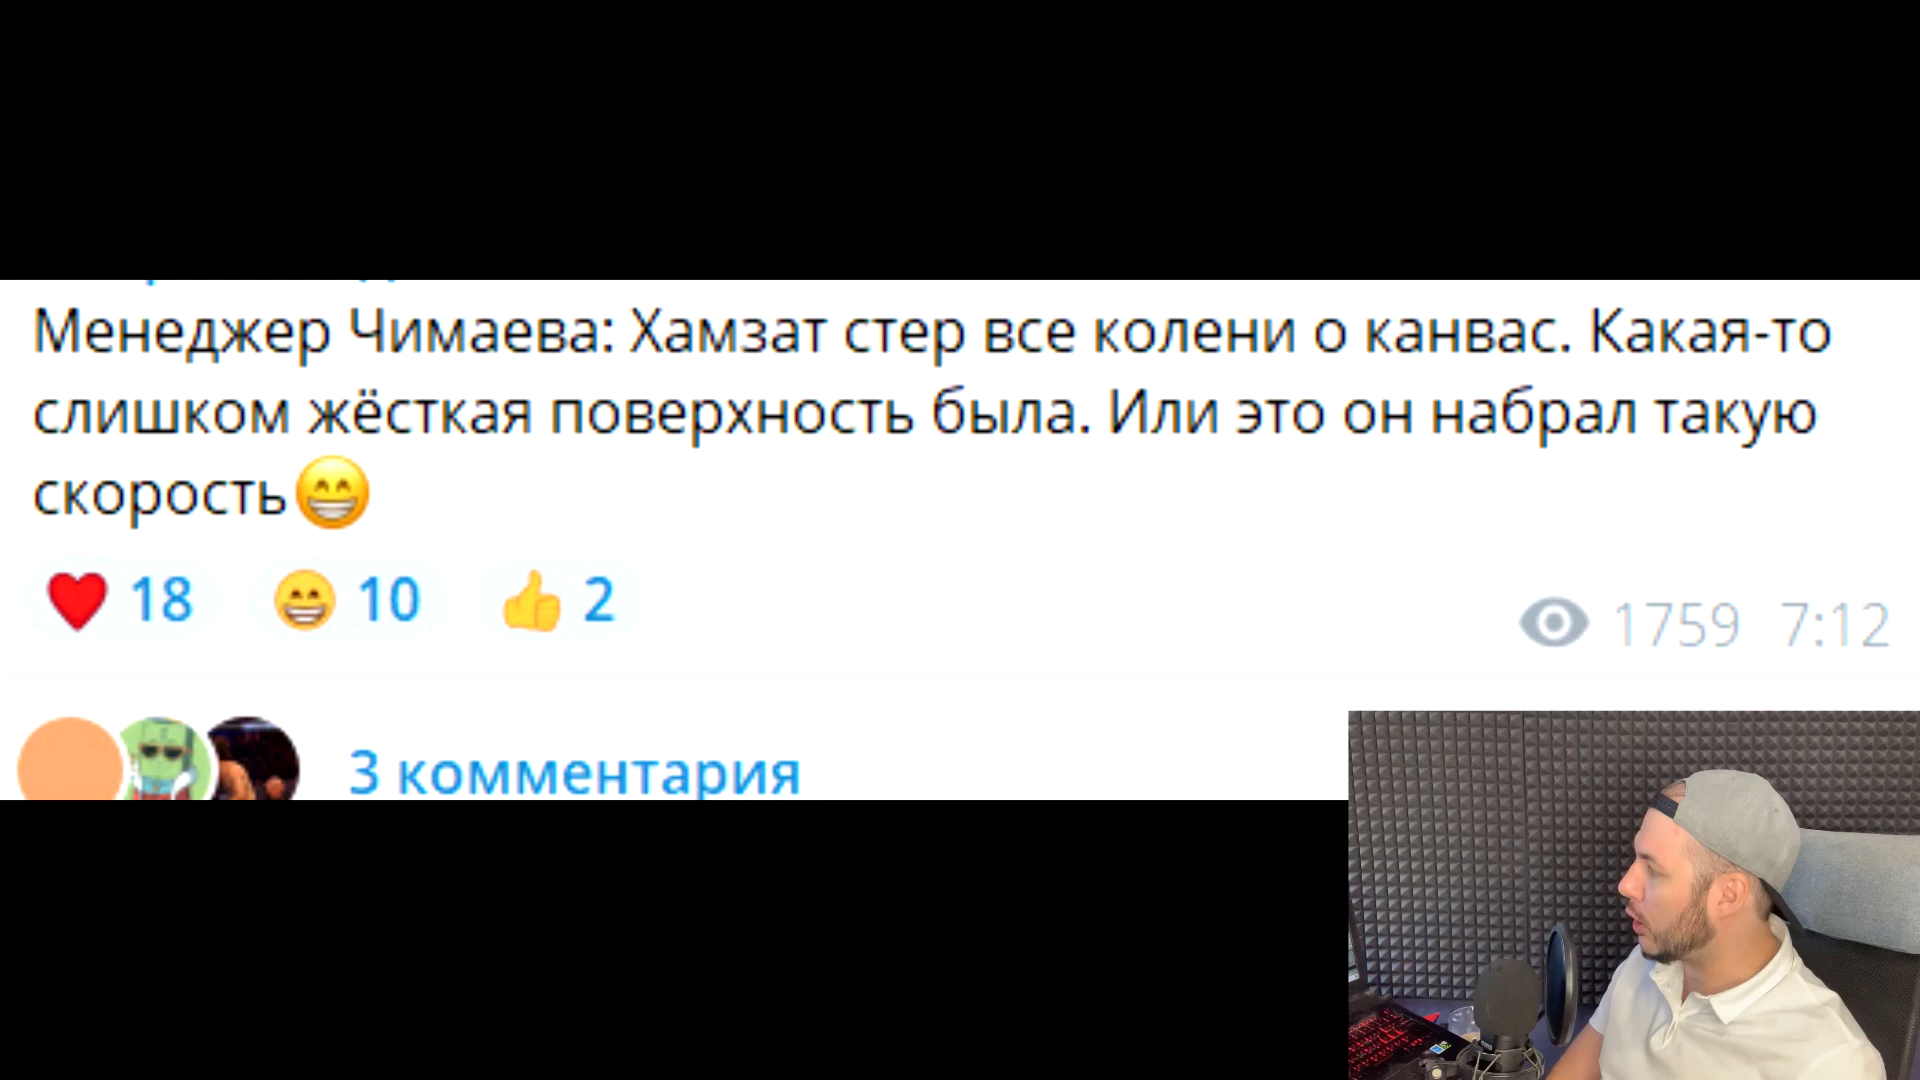 Менеджер Чимаева: Хамзат стер все колени о канвас. Какая-то
слишком жёсткая поверхность была. Или это он набрал такую
скорость😁
❤️ 18 😁 10 👍 2
1759 7:12
3 комментария